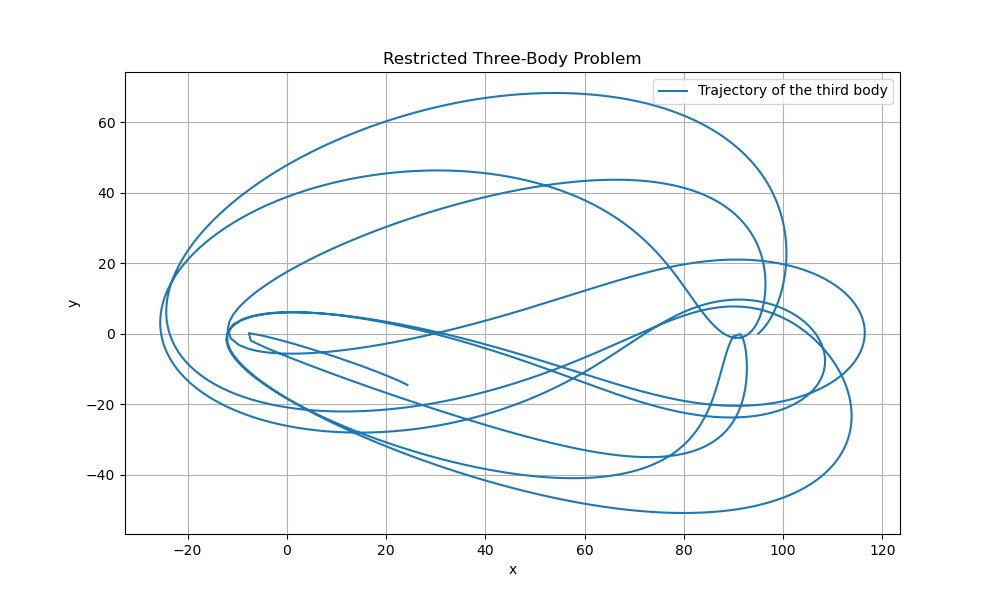 Restricted Three-Body Problem
Trajectory of the third body
60
40
20
0
−20
−40
y
−20 0 20 40 60 80 100 120
x